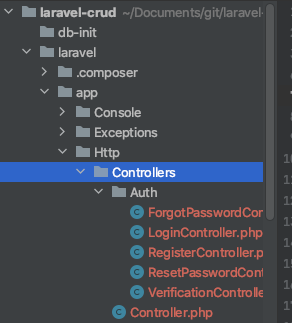 laravel-crud ~/Documents/git/laravel-
db-init
laravel
.composer
app
Console
Exceptions
Http
Controllers
Auth
ForgotPasswordCon
LoginController.php
RegisterController.p
ResetPasswordCont
VerificationControlle
Controller.php